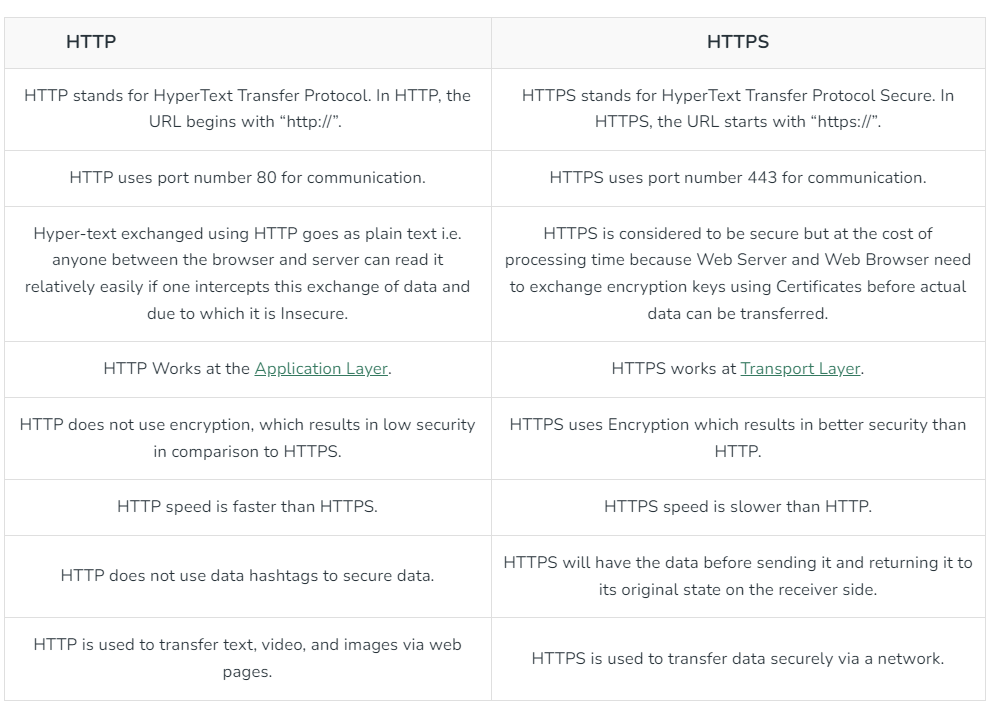 HTTP
HTTPS
HTTP stands for HyperText Transfer Protocol. In HTTP, the
URL begins with “http://”.
HTTPS stands for HyperText Transfer Protocol Secure. In
HTTPS, the URL starts with “https://”.
HTTP uses port number 80 for communication.
HTTPS uses port number 443 for communication.
Hyper-text exchanged using HTTP goes as plain text i.e.
anyone between the browser and server can read it
relatively easily if one intercepts this exchange of data and
due to which it is Insecure.
HTTPS is considered to be secure but at the cost of
processing time because Web Server and Web Browser need
to exchange encryption keys using Certificates before actual
data can be transferred.
HTTP Works at the Application Layer.
HTTPS works at Transport Layer.
HTTP does not use encryption, which results in low security
in comparison to HTTPS.
HTTPS uses Encryption which results in better security than
HTTP.
HTTP speed is faster than HTTPS.
HTTPS speed is slower than HTTP.
HTTP does not use data hashtags to secure data.
HTTPS will have the data before sending it and returning it to
its original state on the receiver side.
HTTP is used to transfer text, video, and images via web
pages.
HTTPS is used to transfer data securely via a network.